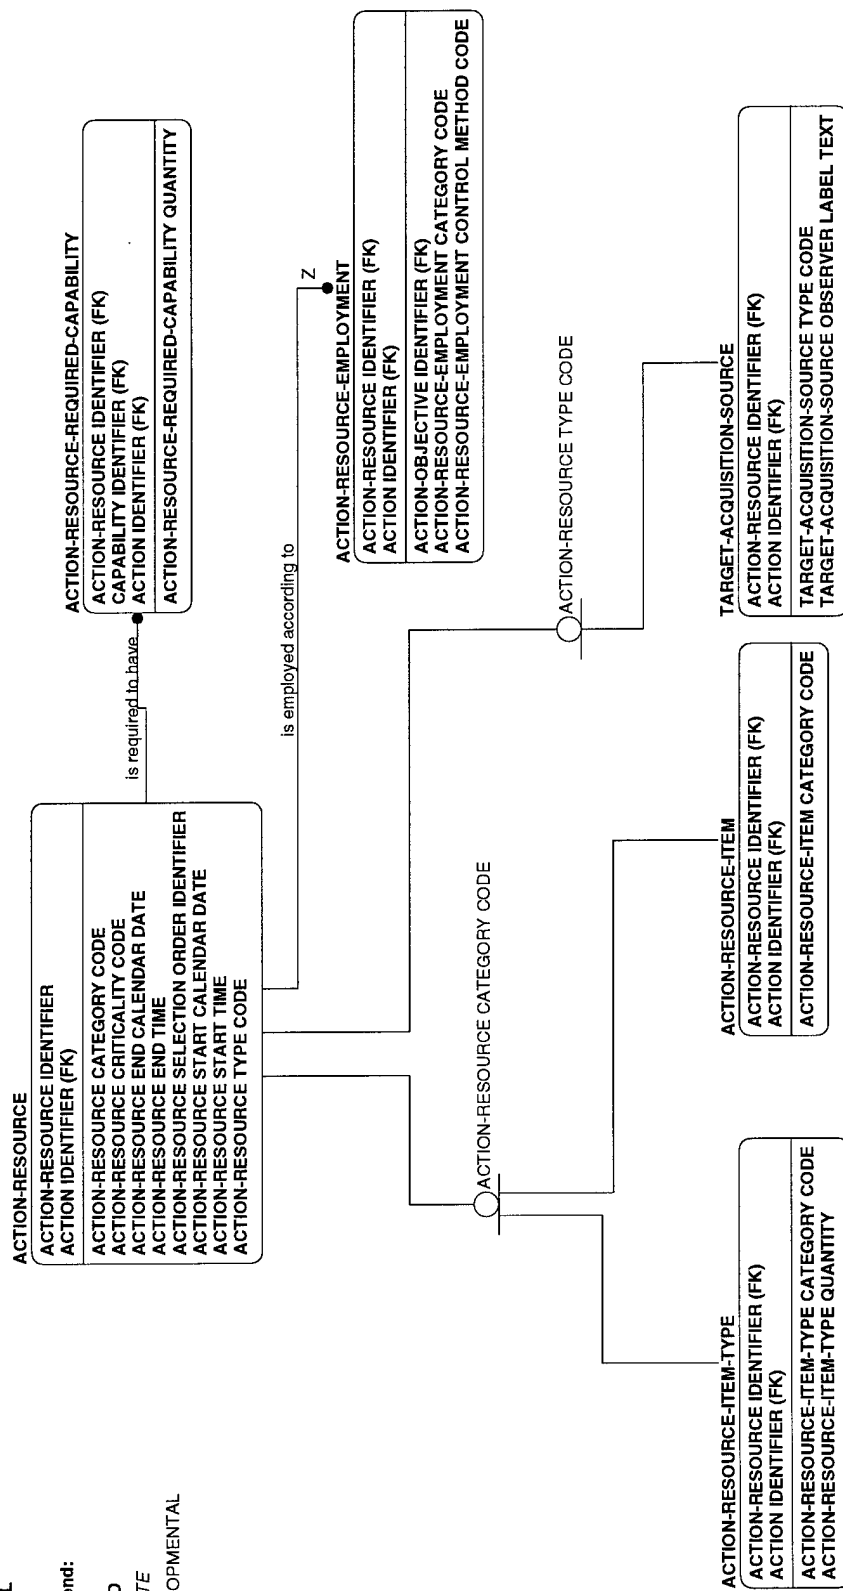 L
ond:
D
TE
OPMENTAL
ACTION-RESOURCE
ACTION-RESOURCE IDENTIFIER
ACTION IDENTIFIER (FK)
ACTION-RESOURCE CATEGORY CODE
ACTION-RESOURCE CRITICALITY CODE
ACTION-RESOURCE END CALENDAR DATE
ACTION-RESOURCE END TIME
ACTION-RESOURCE SELECTION ORDER IDENTIFIER
ACTION-RESOURCE START CALENDAR DATE
ACTION-RESOURCE START TIME
ACTION-RESOURCE TYPE CODE
is required to have
ACTION-RESOURCE-REQUIRED-CAPABILITY
ACTION-RESOURCE IDENTIFIER (FK)
CAPABILITY IDENTIFIER (FK)
ACTION IDENTIFIER (FK)
ACTION-RESOURCE-REQUIRED-CAPABILITY QUANTITY
is employed according to
Z
ACTION-RESOURCE-EMPLOYMENT
ACTION-RESOURCE IDENTIFIER (FK)
ACTION IDENTIFIER (FK)
ACTION-OBJECTIVE IDENTIFIER (FK)
ACTION-RESOURCE-EMPLOYMENT CATEGORY CODE
ACTION-RESOURCE-EMPLOYMENT CONTROL METHOD CODE
ACTION-RESOURCE CATEGORY CODE
ACTION-RESOURCE TYPE CODE
ACTION-RESOURCE-ITEM-TYPE
ACTION-RESOURCE IDENTIFIER (FK)
ACTION IDENTIFIER (FK)
ACTION-RESOURCE-ITEM-TYPE CATEGORY CODE
ACTION-RESOURCE-ITEM-TYPE QUANTITY
ACTION-RESOURCE-ITEM
ACTION-RESOURCE IDENTIFIER (FK)
ACTION IDENTIFIER (FK)
ACTION-RESOURCE-ITEM CATEGORY CODE
TARGET-ACQUISITION-SOURCE
ACTION-RESOURCE IDENTIFIER (FK)
ACTION IDENTIFIER (FK)
TARGET-ACQUISITION-SOURCE TYPE CODE
TARGET-ACQUISITION-SOURCE OBSERVER LABEL TEXT